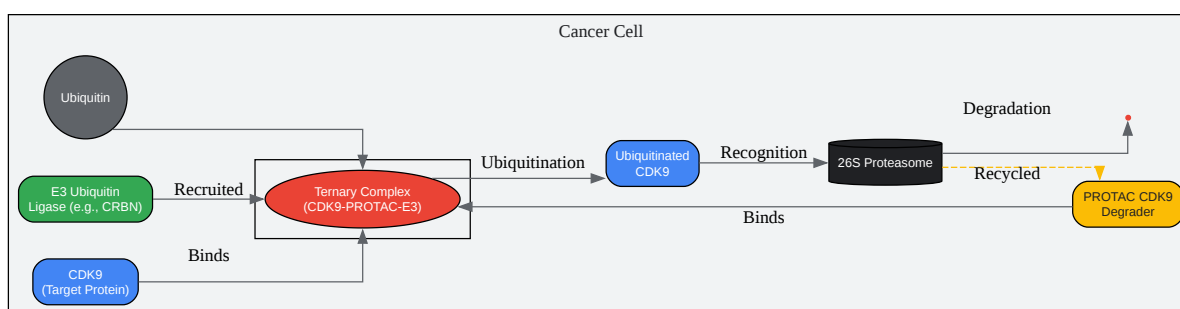 Cancer Cell
Ubiquitin
Degradation
Ubiquitination
Ubiquitinated
CDK9
Recognition
26S Proteasome
Recycled
E3 Ubiquitin
Ligase (e.g., CRBN)
Recruited
Ternary Complex
(CDK9-PROTAC-E3)
Binds
PROTAC CDK9
Degrader
Binds
CDK9
(Target Protein)